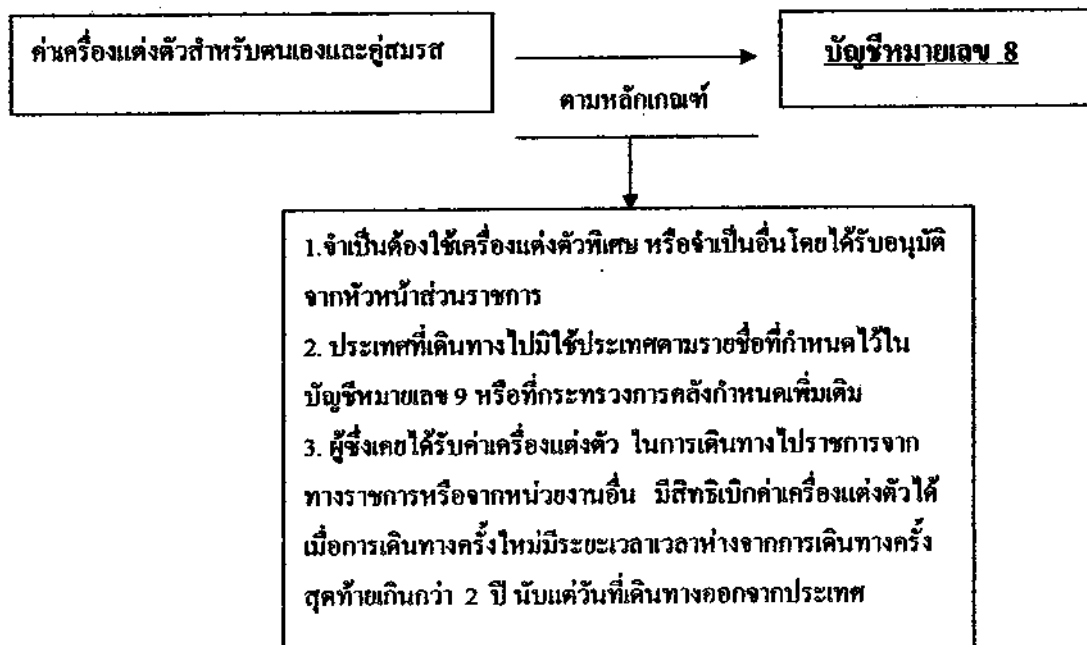 ค่าเครื่องแต่งตัวสำหรับตนเองและคู่สมรส
บัญชีหมายเลข 8
ตามหลักเกณฑ์
1.จำเป็นต้องใช้เครื่องแต่งตัวพิเศษ หรือจำเป็นอื่นโดยได้รับอนุมัติ
จากหัวหน้าส่วนราชการ
2. ประเทศที่เดินทางไปมิใช่ประเทศตามรายชื่อที่กำหนดไว้ใน
บัญชีหมายเลข 9 หรือที่กระทรวงการคลังกำหนดเพิ่มเติม
3. ผู้ซึ่งเคยได้รับค่าเครื่องแต่งตัว ในการเดินทางไปราชการจาก
ทางราชการหรือจากหน่วยงานอื่น มีสิทธิเบิกค่าเครื่องแต่งตัวได้
เมื่อการเดินทางครั้งใหม่มีระยะเวลาเวลาห่างจากการเดินทางครั้ง
สุดท้ายเกินกว่า 2 ปี นับแต่วันที่เดินทางออกจากประเทศ